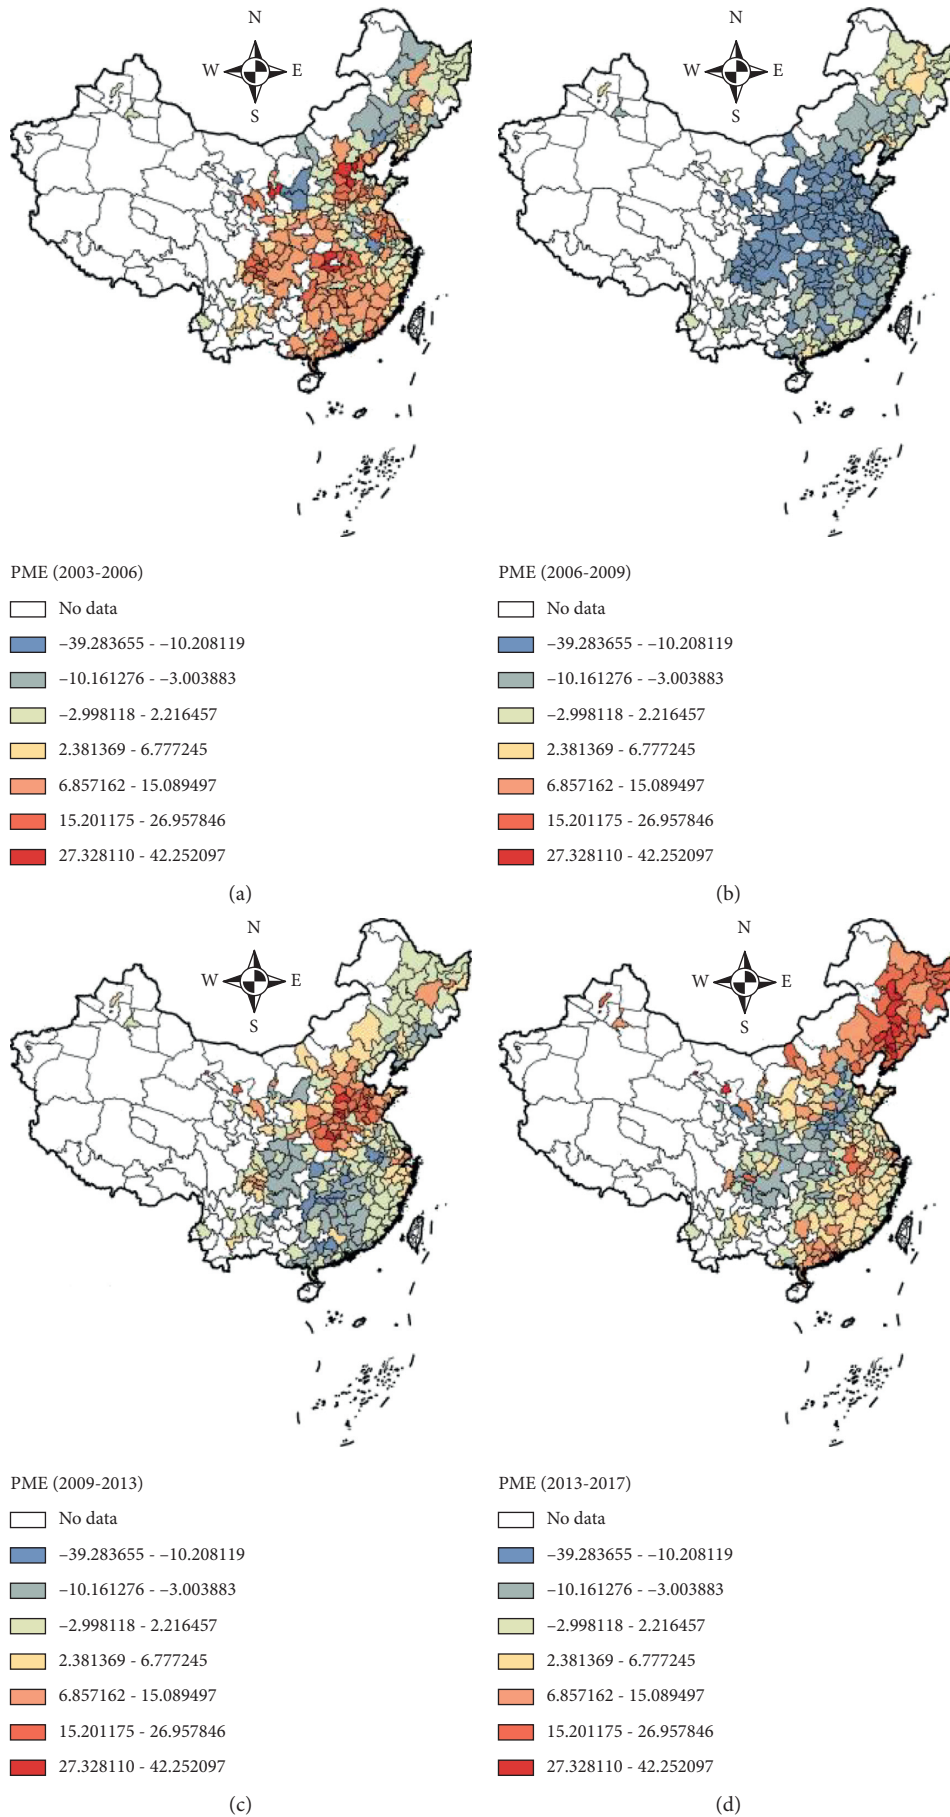 N
W E
S
N
W E
S
PME (2003-2006)
No data
–39.283655 - –10.208119
–10.161276 - –3.003883
–2.998118 - 2.216457
2.381369 - 6.777245
6.857162 - 15.089497
15.201175 - 26.957846
27.328110 - 42.252097
(a)
PME (2006-2009)
No data
–39.283655 - –10.208119
–10.161276 - –3.003883
–2.998118 - 2.216457
2.381369 - 6.777245
6.857162 - 15.089497
15.201175 - 26.957846
27.328110 - 42.252097
(b)
N
W E
S
N
W E
S
PME (2009-2013)
No data
–39.283655 - –10.208119
–10.161276 - –3.003883
–2.998118 - 2.216457
2.381369 - 6.777245
6.857162 - 15.089497
15.201175 - 26.957846
27.328110 - 42.252097
(c)
PME (2013-2017)
No data
–39.283655 - –10.208119
–10.161276 - –3.003883
–2.998118 - 2.216457
2.381369 - 6.777245
6.857162 - 15.089497
15.201175 - 26.957846
27.328110 - 42.252097
(d)